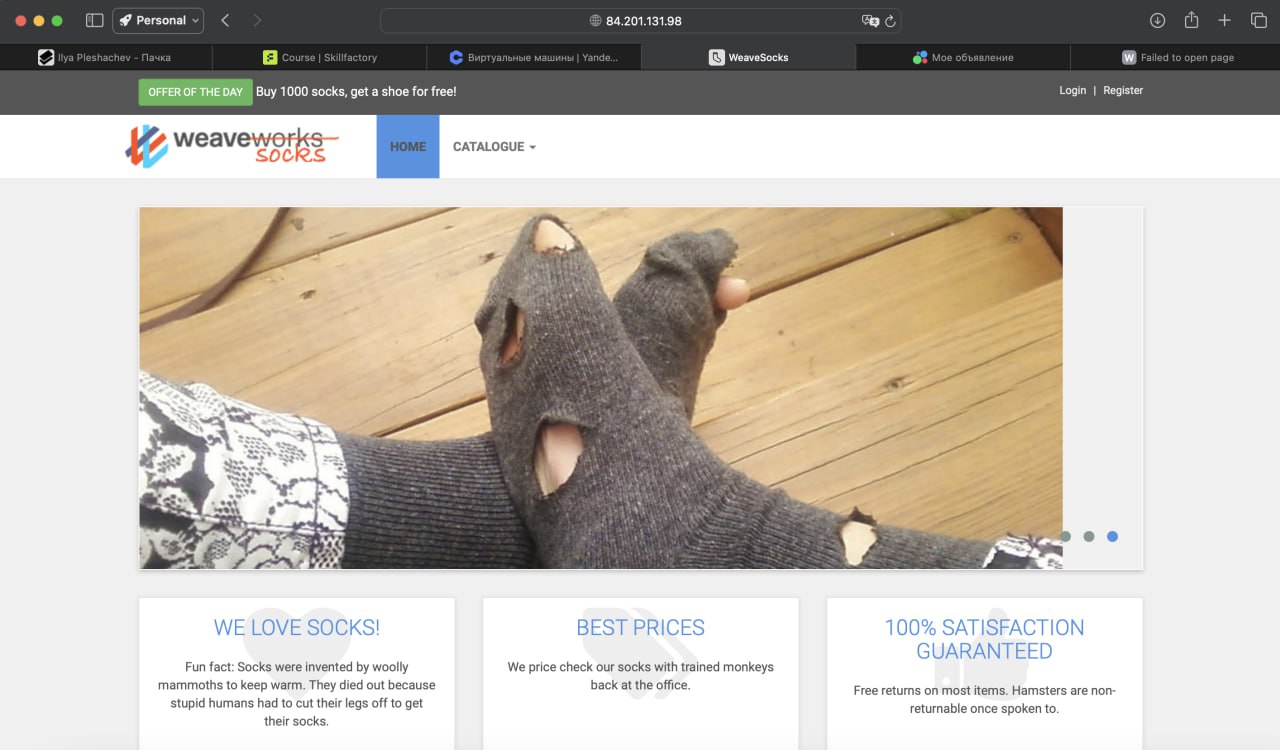 Personal
84.201.131.98
Ilya Pleshachev - Пачка
Course | Skillfactory
Виртуальные машины | Yande...
WeaveSocks
Мое объявление
W Failed to open page
OFFER OF THE DAY Buy 1000 socks, get a shoe for free!
Login | Register
weaveworks
socks
HOME
CATALOGUE
WE LOVE SOCKS!
Fun fact: Socks were invented by woolly
mammoths to keep warm. They died out because
stupid humans had to cut their legs off to get
their socks.
BEST PRICES
We price check our socks with trained monkeys
back at the office.
100% SATISFACTION
GUARANTEED
Free returns on most items. Hamsters are non-
returnable once spoken to.